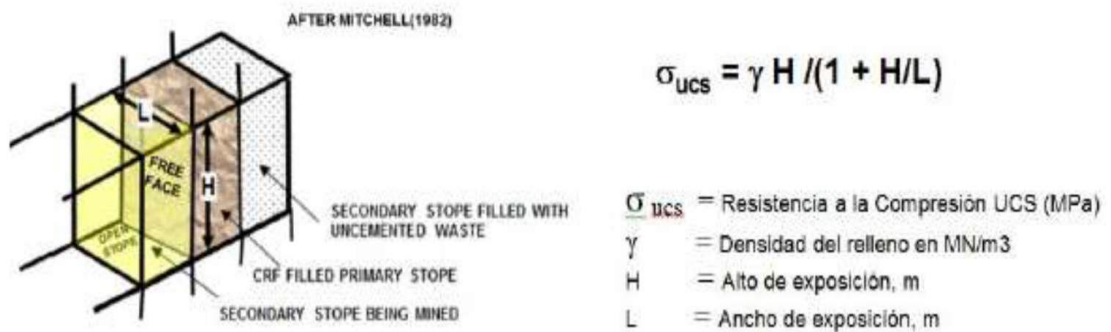 AFTER MITCHELL(1982)
L
FREE
FACE
H
OPEN
STOPE
SECONDARY STOPE FILLED WITH
UNCEMENTED WASTE
CRF FILLED PRIMARY STOPE
SECONDARY STOPE BEING MINED
σucs = γ H /(1 + H/L)
σ ucs = Resistencia a la Compresión UCS (MPa)
γ = Densidad del relleno en MN/m3
H = Alto de exposición, m
L = Ancho de exposición, m